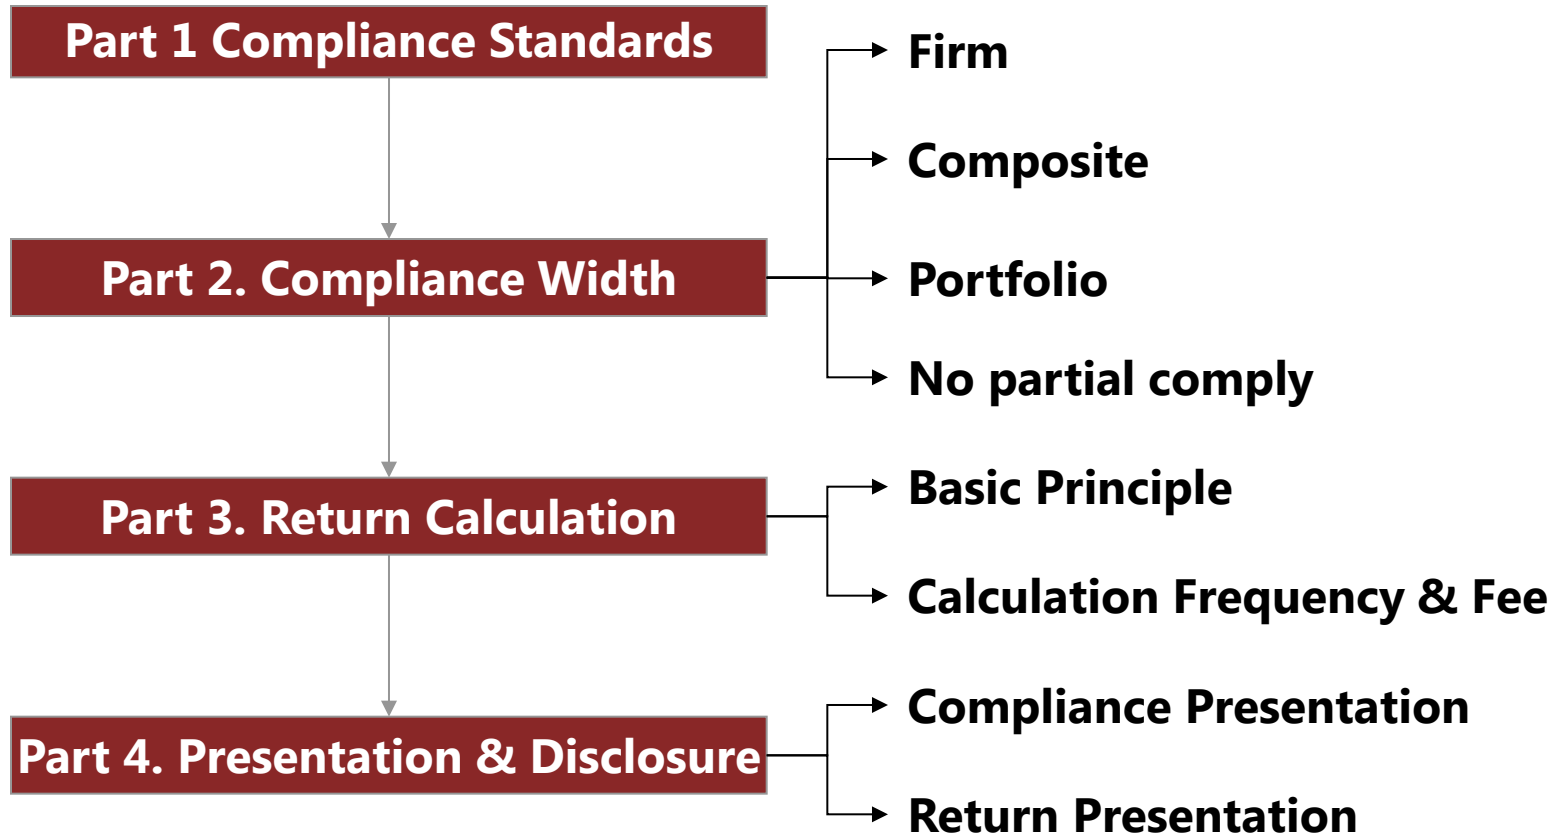 Part 1 Compliance Standards
Part 2. Compliance Width
Firm
Composite
Portfolio
No partial comply
Part 3. Return Calculation
Basic Principle
Calculation Frequency & Fee
Part 4. Presentation & Disclosure
Compliance Presentation
Return Presentation